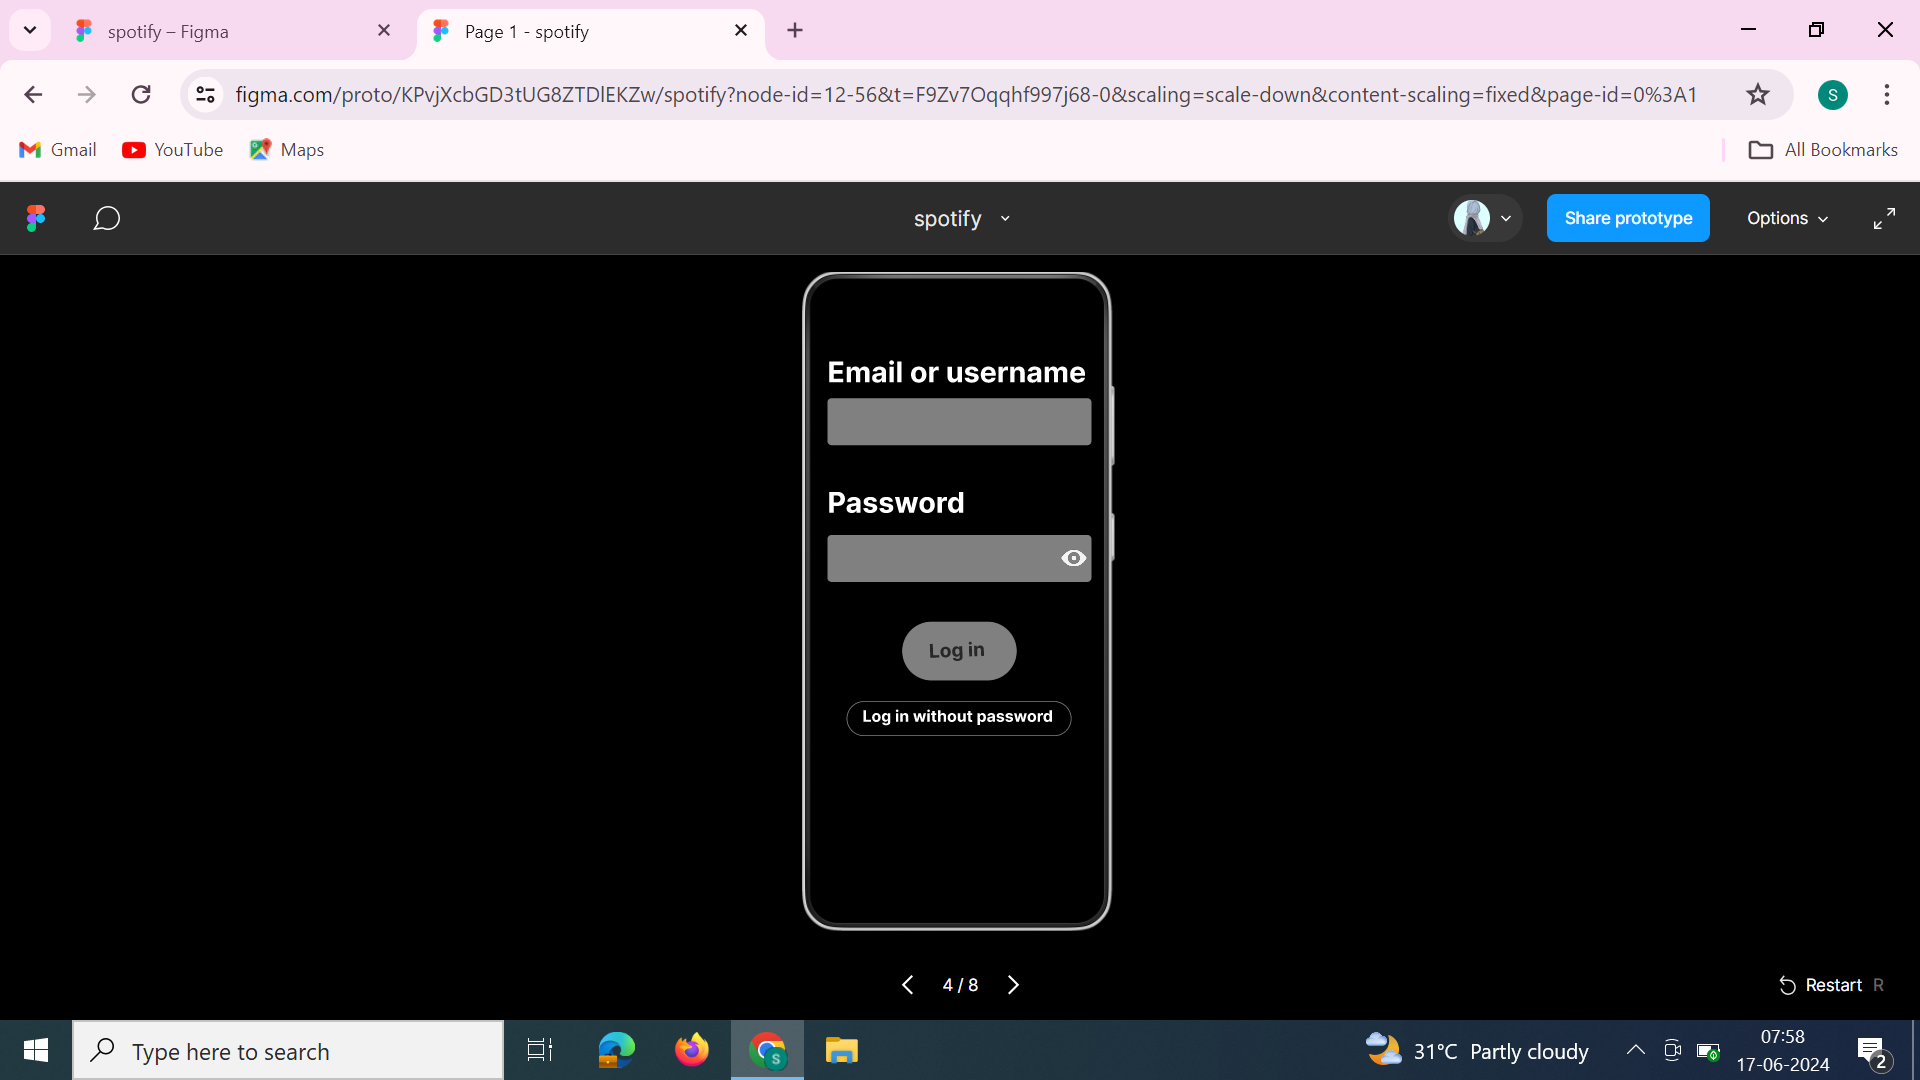 spotify – Figma
Page 1 - spotify
figma.com/proto/KPvjXcbGD3tUG8ZTDlEKZw/spotify?node-id=12-56&t=F9Zv7Oqqhf997j68-0&scaling=scale-down&content-scaling=fixed&page-id=0%3A1
S
Gmail
YouTube
Maps
All Bookmarks
spotify
Share prototype
Options
Email or username
Password
Log in
Log in without password
4 / 8
Restart R
Type here to search
S
31°C Partly cloudy
07:58
17-06-2024
2